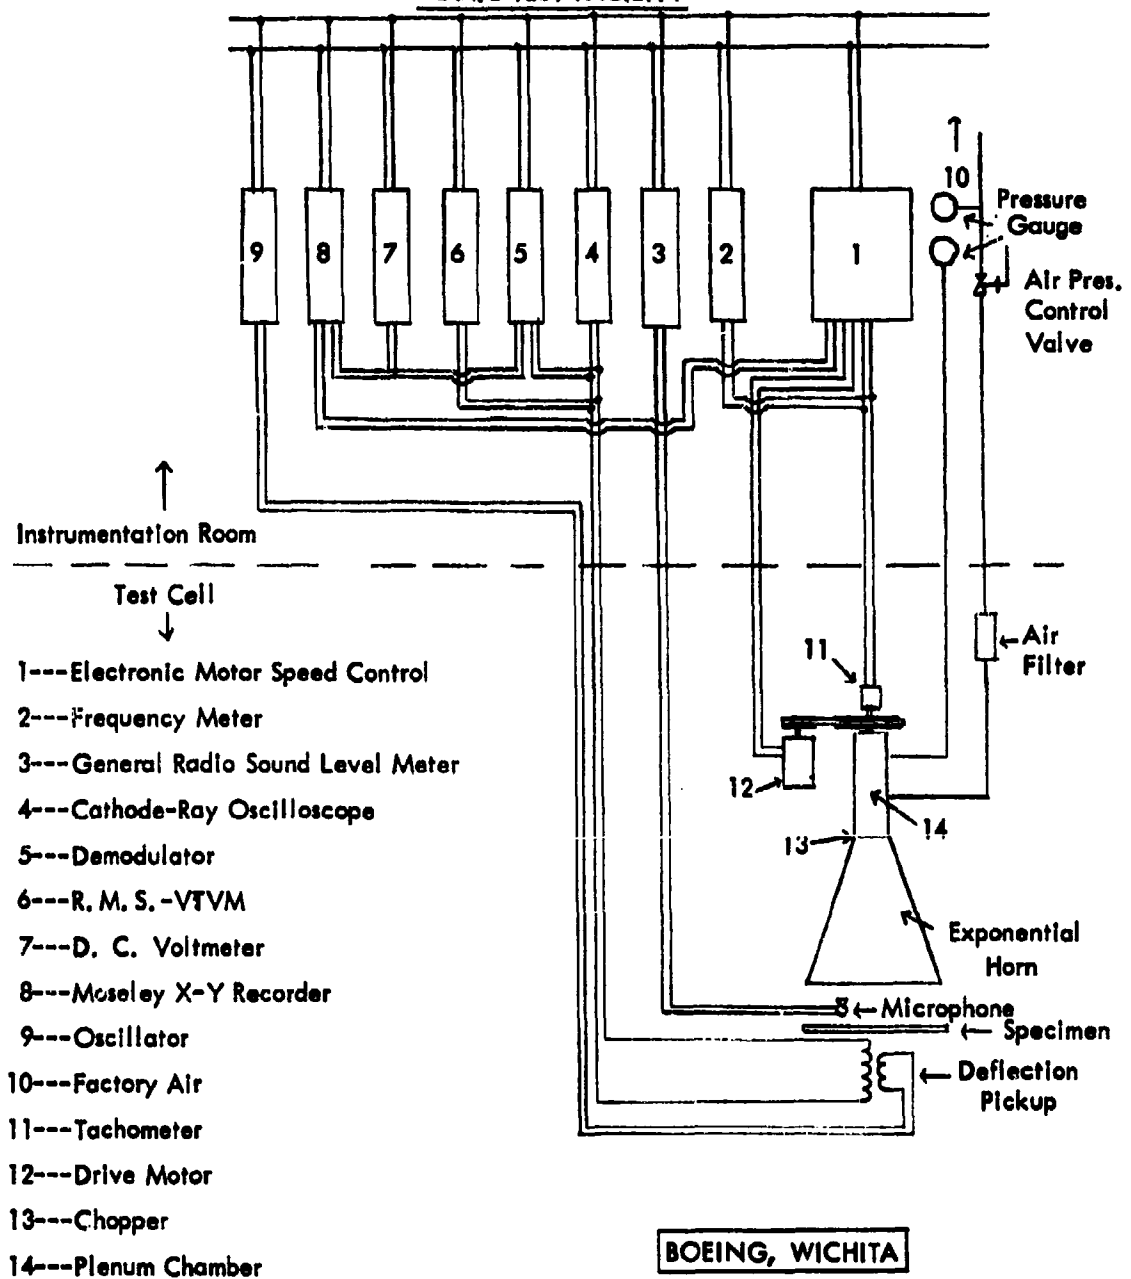 9 8 7 6 5 4 3 2 1
10
Pressure
Gauge
Air Pres.
Control
Valve
Instrumentation Room
Test Cell
Air
Filter
11
12
13
14
Exponential
Horn
Microphone
Specimen
Deflection
Pickup
1---Electronic Motor Speed Control
2---Frequency Meter
3---General Radio Sound Level Meter
4---Cathode-Ray Oscilloscope
5---Demodulator
6---R. M. S.-VTVM
7---D. C. Voltmeter
8---Moseley X-Y Recorder
9---Oscillator
10---Factory Air
11---Tachometer
12---Drive Motor
13---Chopper
14---Plenum Chamber
BOEING, WICHITA